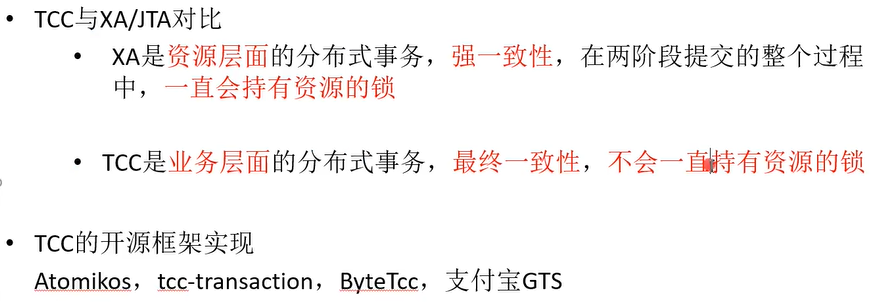 • TCC与XA/JTA对比
• XA是资源层面的分布式事务，强一致性，在两阶段提交的整个过程
中，一直会持有资源的锁
• TCC是业务层面的分布式事务，最终一致性，不会一直持有资源的锁
• TCC的开源框架实现
Atomikos，tcc-transaction，ByteTcc，支付宝GTS